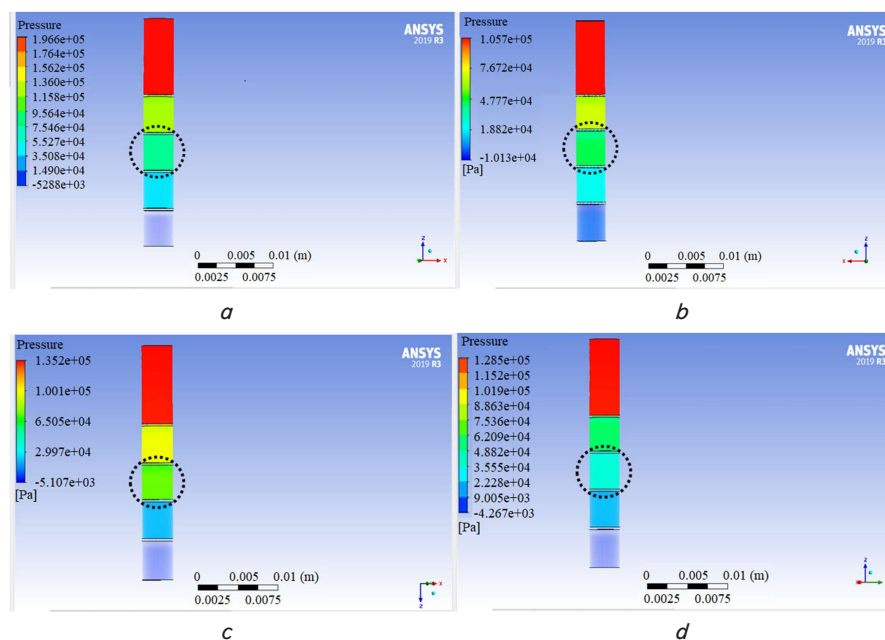 Pressure
1.966e+05
1.764e+05
1.562e+05
1.360e+05
1.158e+05
9.564e+04
7.546e+04
5.527e+04
3.508e+04
1.490e+04
-5288e+03
[Pa]
ANSYS
2019 R3
0 0.005 0.01 (m)
0.0025 0.0075
z
x
a
Pressure
1.057e+05
7.672e+04
4.777e+04
1.882e+04
-1.013e+04
[Pa]
ANSYS
2019 R3
0 0.005 0.01 (m)
0.0025 0.0075
z
x
b
Pressure
1.352e+05
1.001e+05
6.505e+04
2.997e+04
-5.107e+03
[Pa]
ANSYS
2019 R3
0 0.005 0.01 (m)
0.0025 0.0075
x
z
c
Pressure
1.285e+05
1.152e+05
1.019e+05
8.863e+04
7.536e+04
6.209e+04
4.882e+04
3.555e+04
2.228e+04
9.005e+03
-4.267e+03
[Pa]
ANSYS
2019 R3
0 0.005 0.01 (m)
0.0025 0.0075
z
d